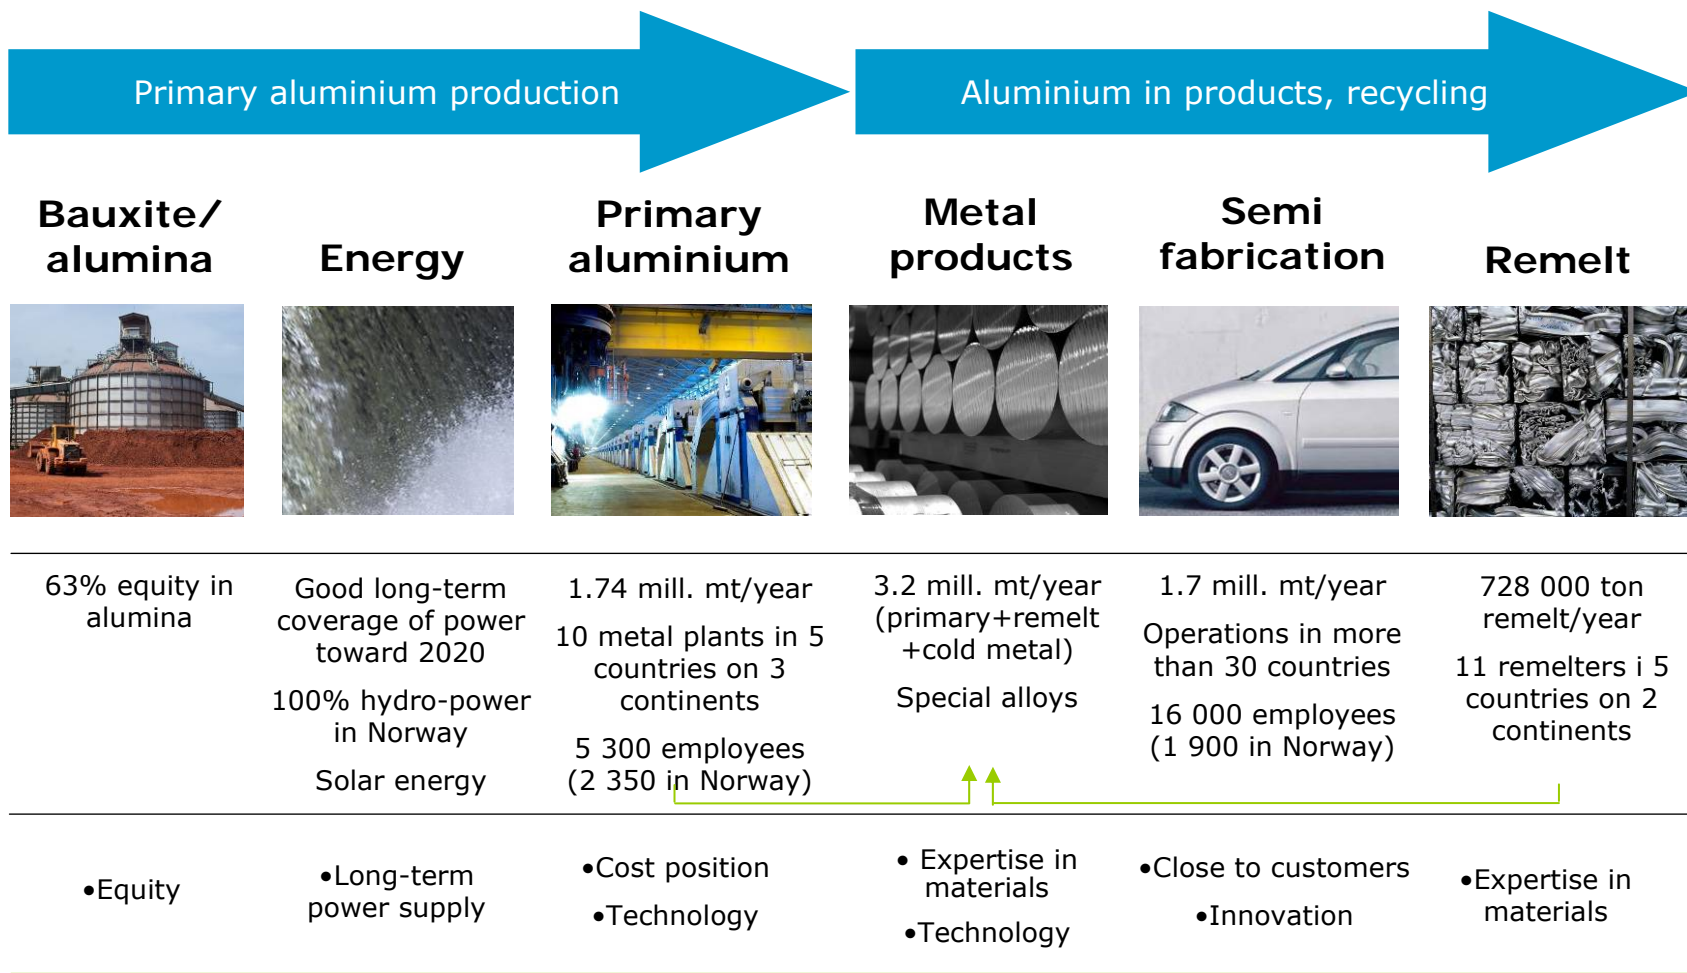 Primary aluminium production
Aluminium in products, recycling
Bauxite/
alumina
Energy
Primary
aluminium
Metal
products
Semi
fabrication
Remelt
63% equity in
alumina
Good long-term
coverage of power
toward 2020
100% hydro-power
in Norway
Solar energy
1.74 mill. mt/year
10 metal plants in 5
countries on 3
continents
5 300 employees
(2 350 in Norway)
3.2 mill. mt/year
(primary+remelt
+cold metal)
Special alloys
1.7 mill. mt/year
Operations in more
than 30 countries
16 000 employees
(1 900 in Norway)
728 000 ton
remelt/year
11 remelters i 5
countries on 2
continents
•Equity
•Long-term
power supply
•Cost position
•Technology
• Expertise in
materials
•Technology
•Close to customers
•Innovation
•Expertise in
materials